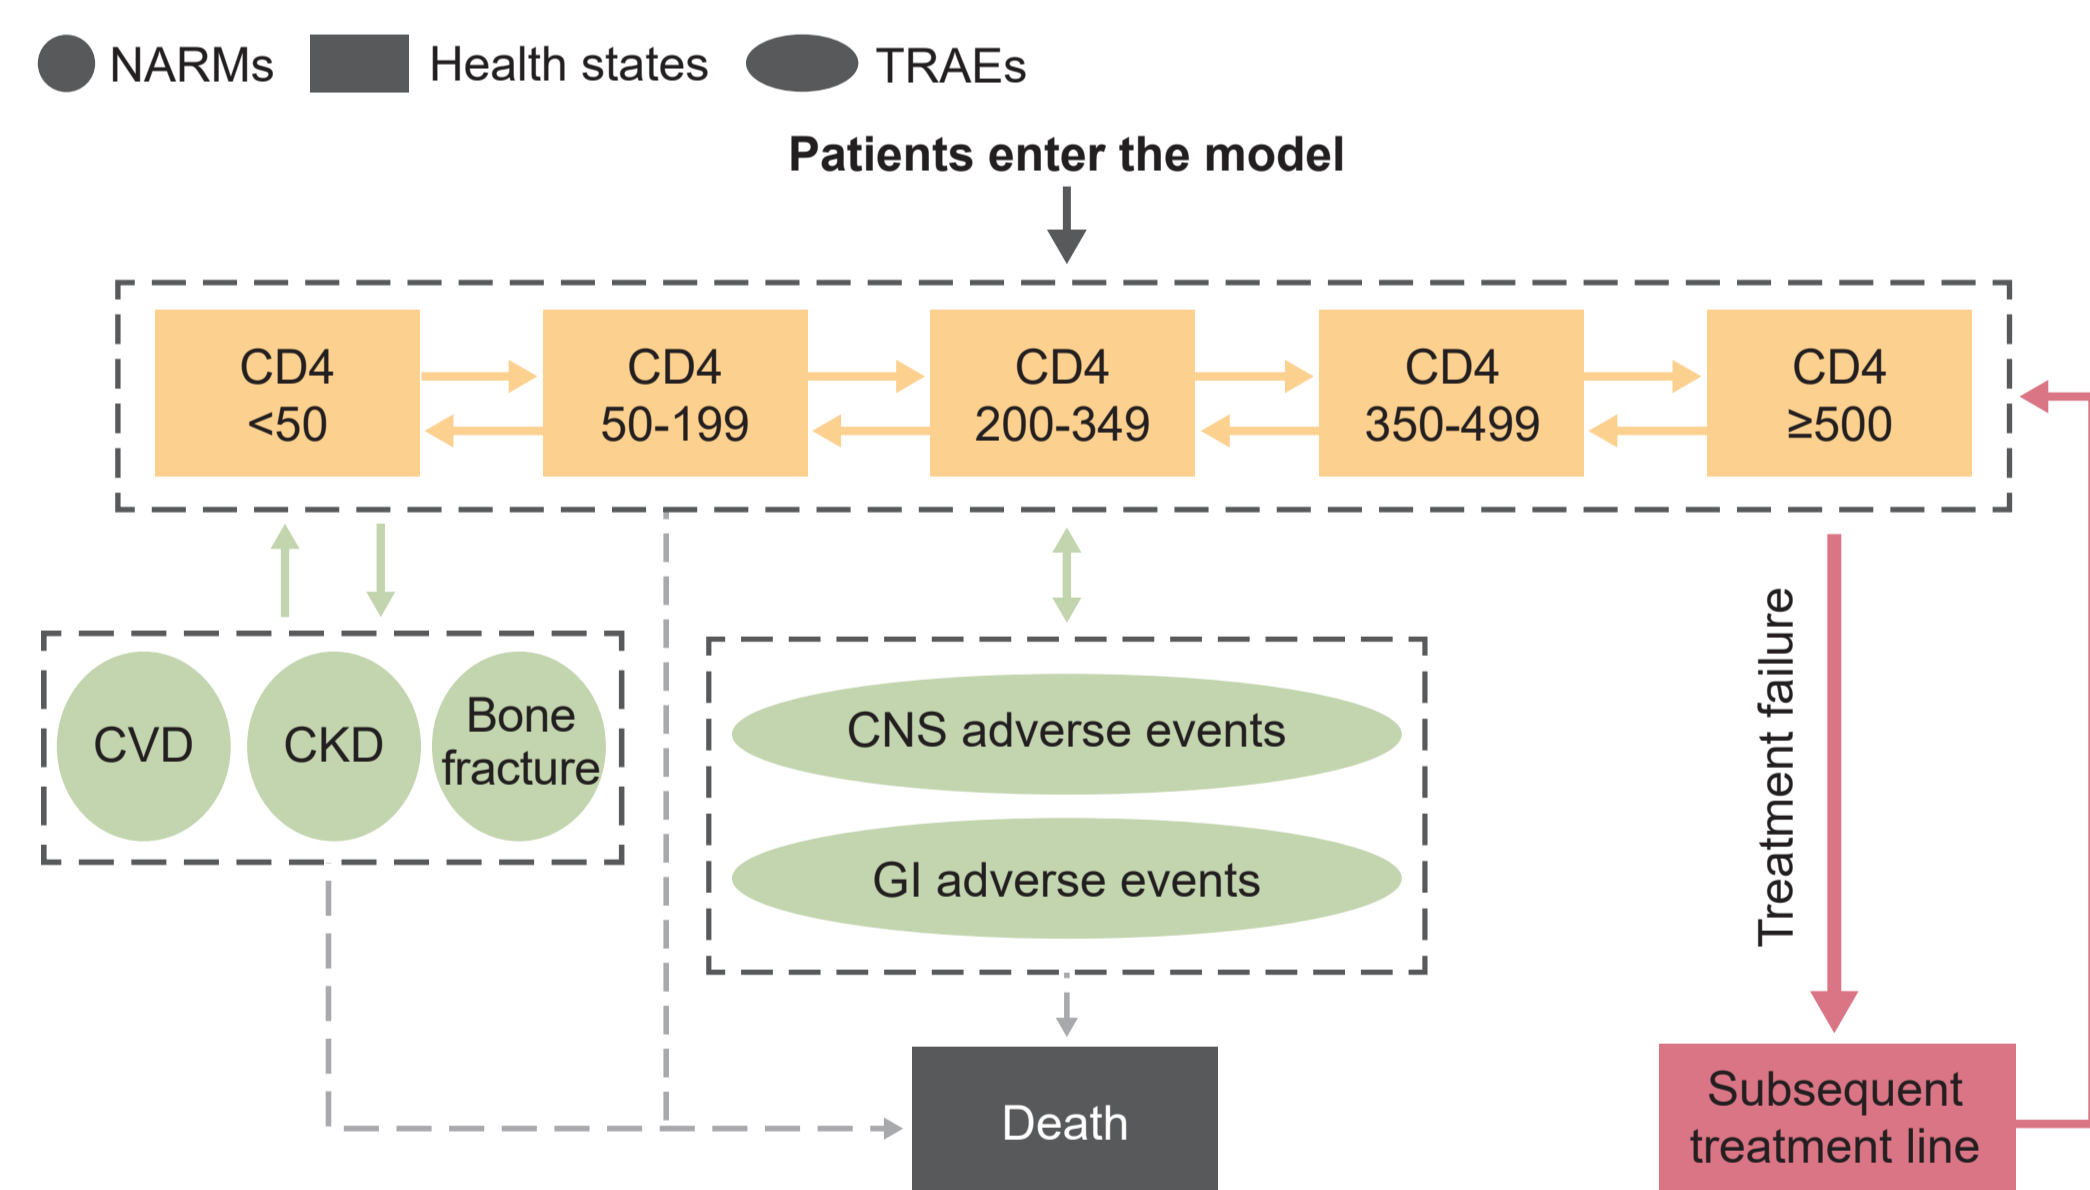 NARMs
Health states
TRAEs
Patients enter the model
CD4
<50
CD4
50-199
CD4
200-349
CD4
350-499
CD4
≥500
CVD
CKD
Bone
fracture
CNS adverse events
GI adverse events
Treatment failure
Death
Subsequent
treatment line